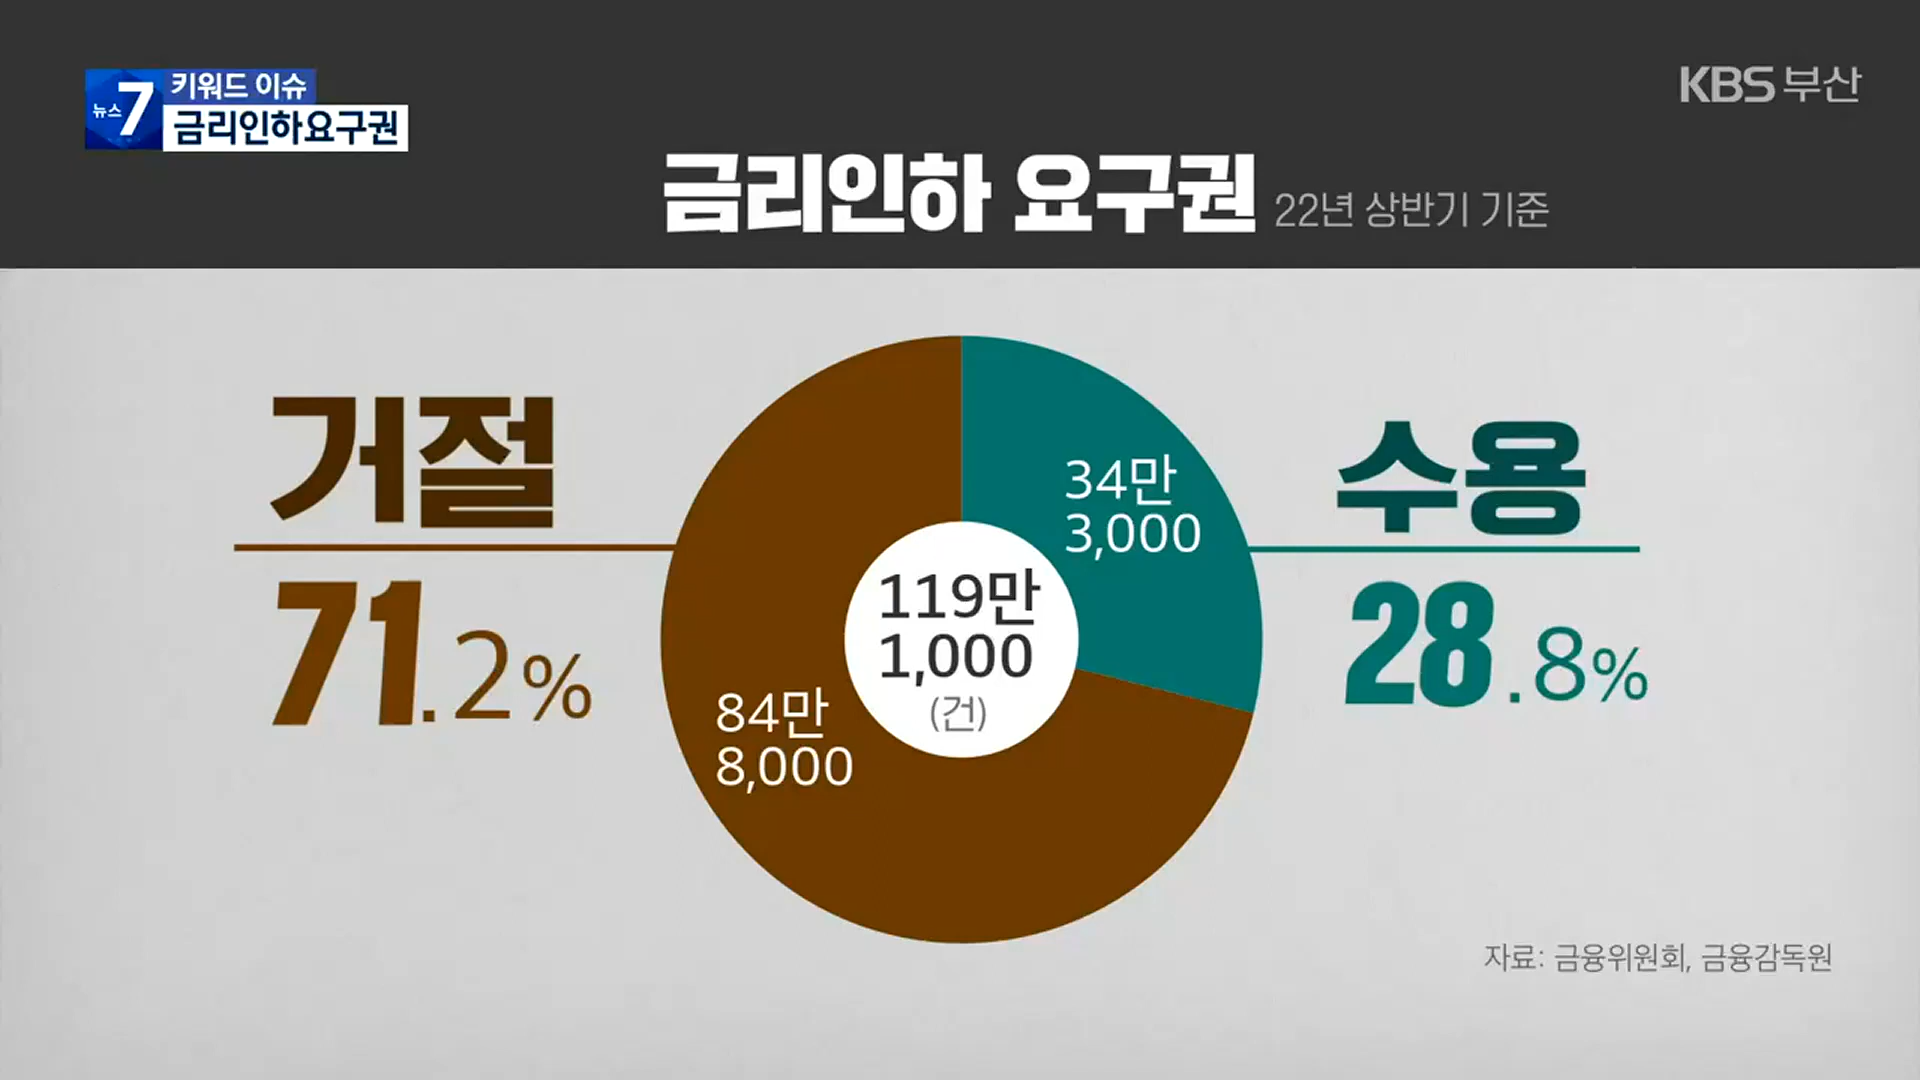 뉴스7
키워드 이슈
금리인하요구권
KBS 부산
금리인하 요구권 22년 상반기 기준
거절
71.2%
34만
3,000
119만
1,000
(건)
84만
8,000
수용
28.8%
자료: 금융위원회, 금융감독원